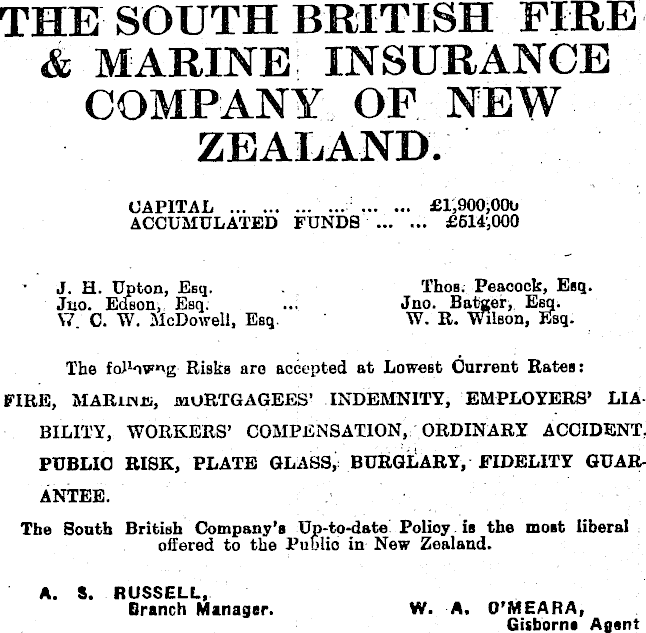 THE SOUTH BRITISH FIRE
& MARINE INSURANCE
COMPANY OF NEW
ZEALAND.
CAPITAL ... ... ... ... ... ... £1,900,000
ACCUMULATED FUNDS ... ... £514,000
J. H. Upton, Esq. Thos. Peacock, Esq.
Jno. Edson, Esq. ... Jno. Batger, Esq.
W. C. W. McDowell, Esq. W. R. Wilson, Esq.
The followng Risks are accepted at Lowest Current Rates:
FIRE, MARINE, MORTGAGEES' INDEMNITY, EMPLOYERS' LIA-
BILITY, WORKERS' COMPENSATION, ORDINARY ACCIDENT,
PUBLIC RISK, PLATE GLASS, BURGLARY, FIDELITY GUAR-
ANTEE.
The South British Company's Up-to-date Policy is the most liberal
offered to the Public in New Zealand.
A. S. RUSSELL,
Branch Manager.
W. A. O'MEARA,
Gisborne Agent